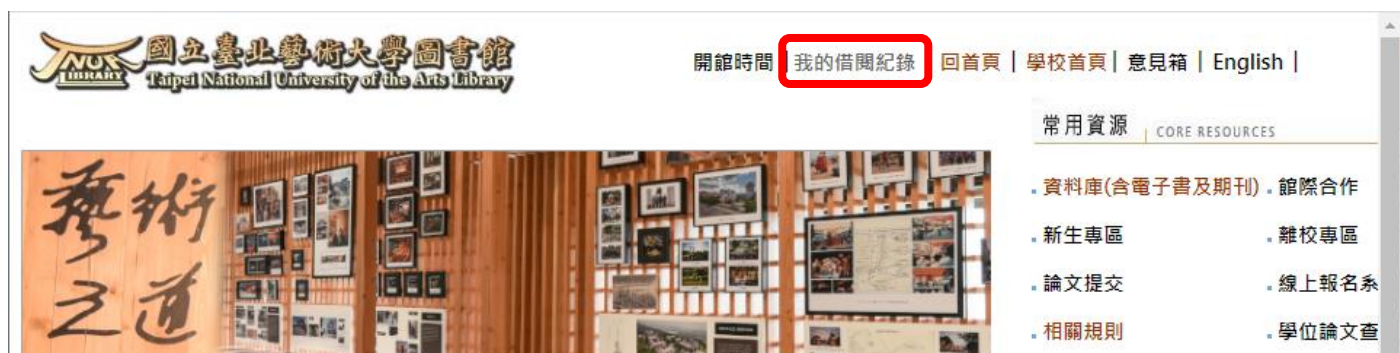 國立臺北藝術大學圖書館
開館時間 | 我的借閱紀錄 | 回首頁 | 學校首頁 | 意見箱 | English |
TNUA LIBRARY
Taipei National University of the Arts Library
常用資源 CORE RESOURCES
藝術之道
資料庫(含電子書及期刊)
館際合作
新生專區
離校專區
論文提交
線上報名系
相關規則
學位論文查